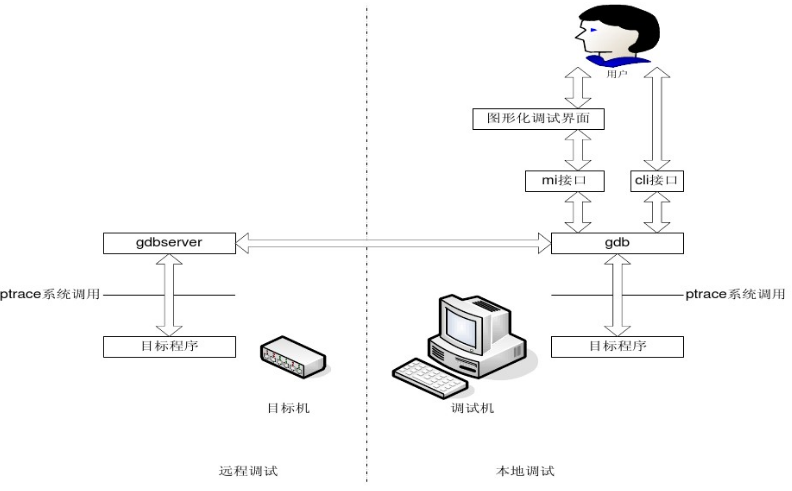 用户
图形化调试界面
mi接口
cli接口
gdbserver
gdb
ptrace系统调用
ptrace系统调用
目标程序
目标程序
目标机
调试机
远程调试
本地调试